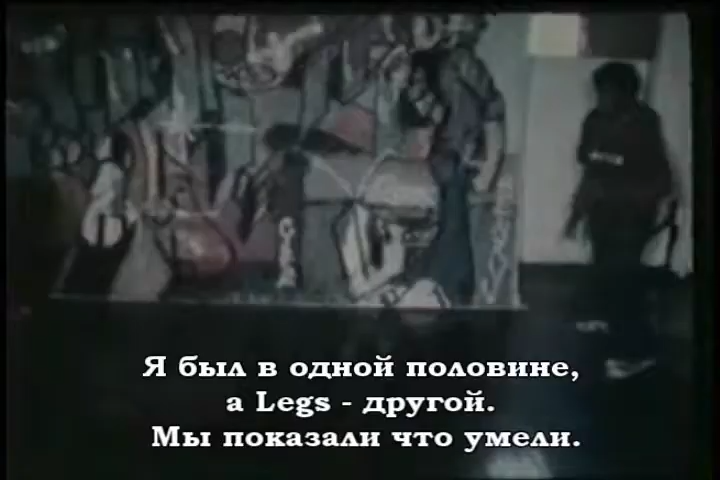 Я был в одной половине,
а Legs - другой.
Мы показали что умели.